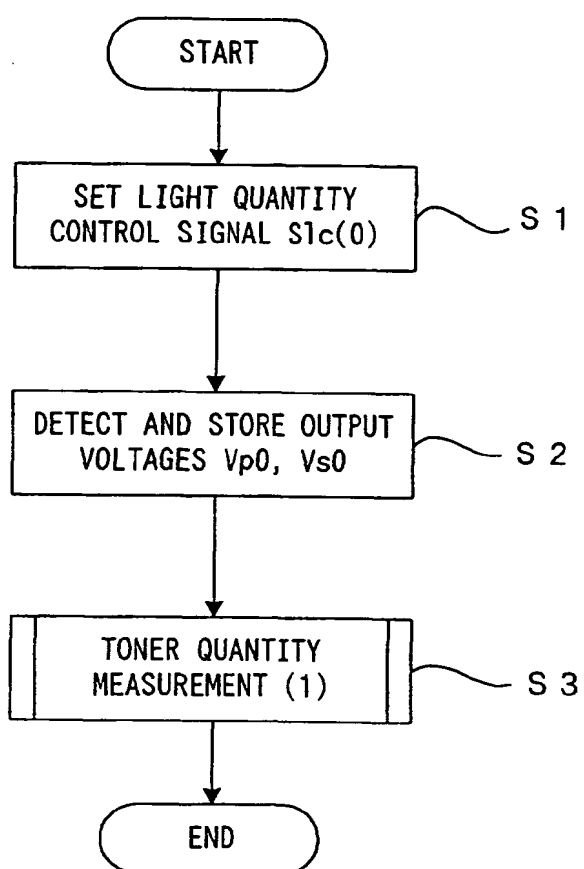 START
SET LIGHT QUANTITY
CONTROL SIGNAL Slc(0)
S 1
DETECT AND STORE OUTPUT
VOLTAGES Vp0, Vs0
S 2
TONER QUANTITY
MEASUREMENT (1)
S 3
END